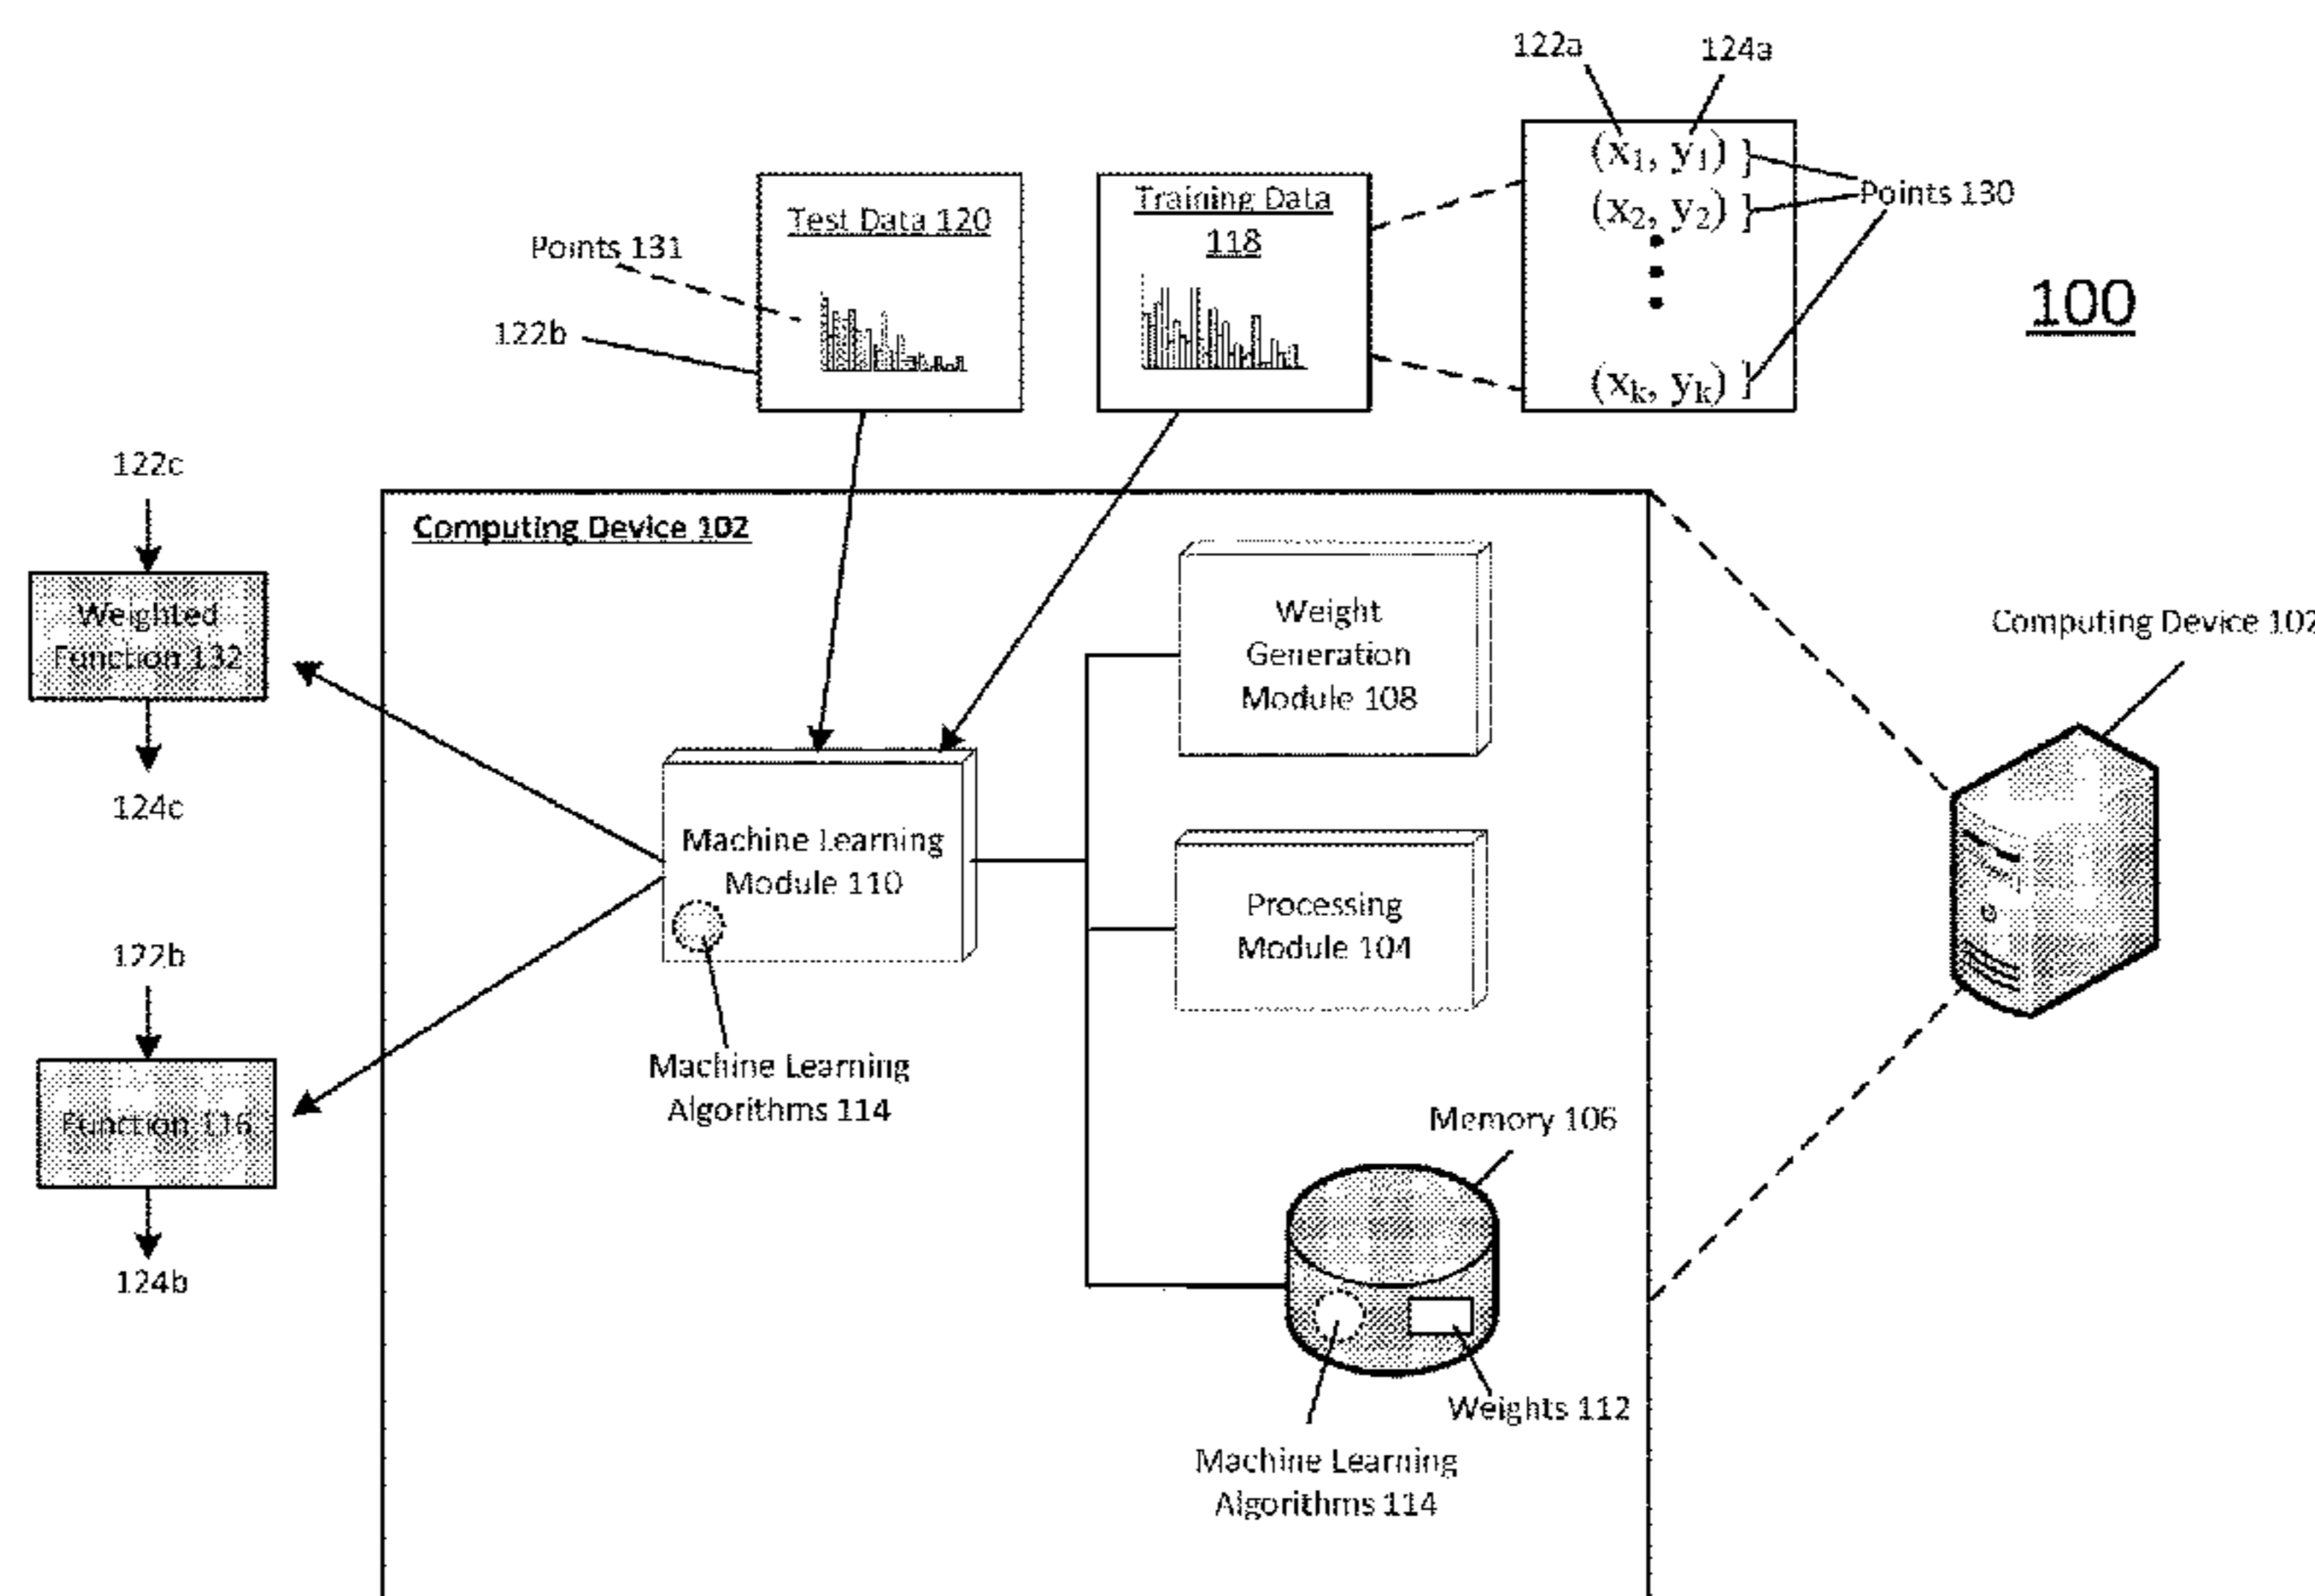 122a
124a
(x1, y1) }
(x2, y2) }
(xk, yk) }
Points 130
Test Data 120
Training Data
118
Points 131
122b
100
122c
Computing Device 102
Weighted
Function 132
124c
Weight
Generation
Module 108
Computing Device 102
Machine Learning
Module 110
Processing
Module 104
122b
Machine Learning
Algorithms 114
Function 116
124b
Memory 106
Weights 112
Machine Learning
Algorithms 114